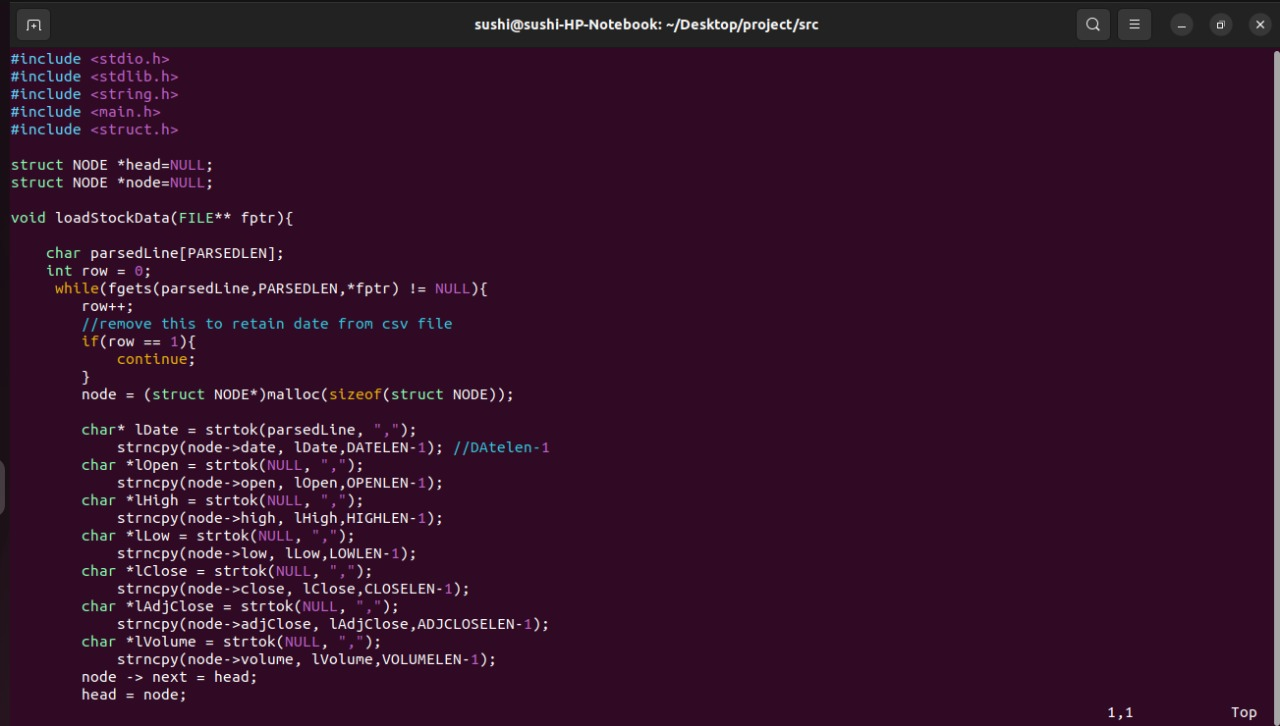 sushi@sushi-HP-Notebook: ~/Desktop/project/src
#include <stdio.h>
#include <stdlib.h>
#include <string.h>
#include <main.h>
#include <struct.h>

struct NODE *head=NULL;
struct NODE *node=NULL;

void loadStockData(FILE** fptr){

    char parsedLine[PARSEDLEN];
    int row = 0;
     while(fgets(parsedLine,PARSEDLEN,*fptr) != NULL){
        row++;
        //remove this to retain date from csv file
        if(row == 1){
            continue;
        }
        node = (struct NODE*)malloc(sizeof(struct NODE));

        char* lDate = strtok(parsedLine, ",");
            strncpy(node->date, lDate,DATELEN-1); //DAtelen-1
        char *lOpen = strtok(NULL, ",");
            strncpy(node->open, lOpen,OPENLEN-1);
        char *lHigh = strtok(NULL, ",");
            strncpy(node->high, lHigh,HIGHLEN-1);
        char *lLow = strtok(NULL, ",");
            strncpy(node->low, lLow,LOWLEN-1);
        char *lClose = strtok(NULL, ",");
            strncpy(node->close, lClose,CLOSELEN-1);
        char *lAdjClose = strtok(NULL, ",");
            strncpy(node->adjClose, lAdjClose,ADJCLOSELEN-1);
        char *lVolume = strtok(NULL, ",");
            strncpy(node->volume, lVolume,VOLUMELEN-1);
        node -> next = head;
        head = node;
1,1 Top